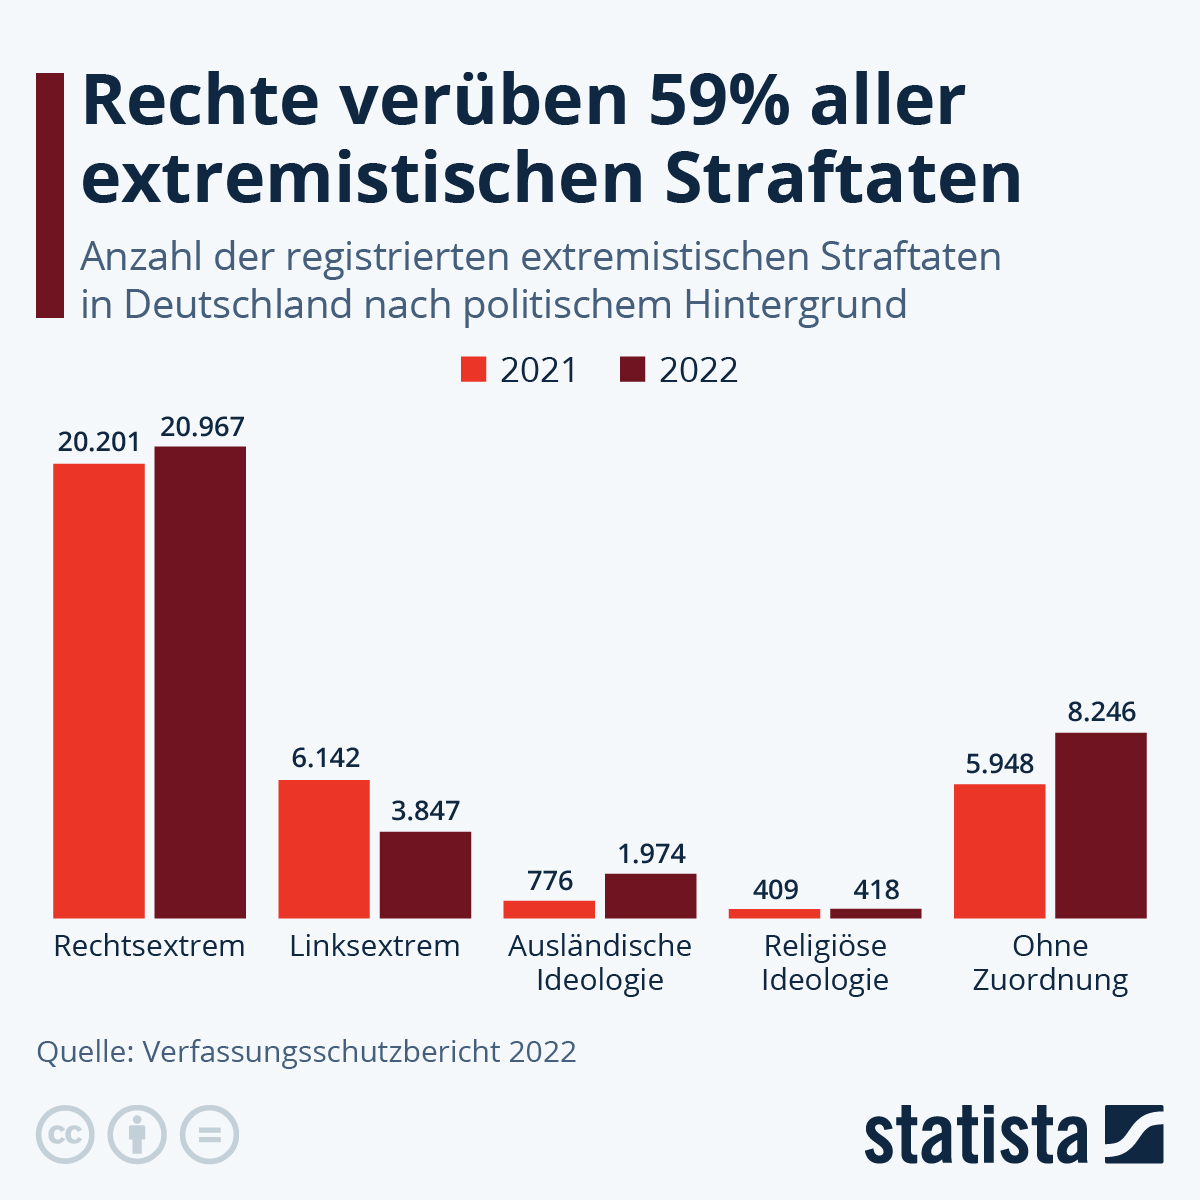 Rechte verüben 59% aller
extremistischen Straftaten
Anzahl der registrierten extremistischen Straftaten
in Deutschland nach politischem Hintergrund
2021 2022
20.201 20.967
6.142 3.847
776 1.974
409 418
5.948 8.246
Rechtsextrem
Linksextrem
Ausländische
Ideologie
Religiöse
Ideologie
Ohne
Zuordnung
Quelle: Verfassungsschutzbericht 2022
cc
statista